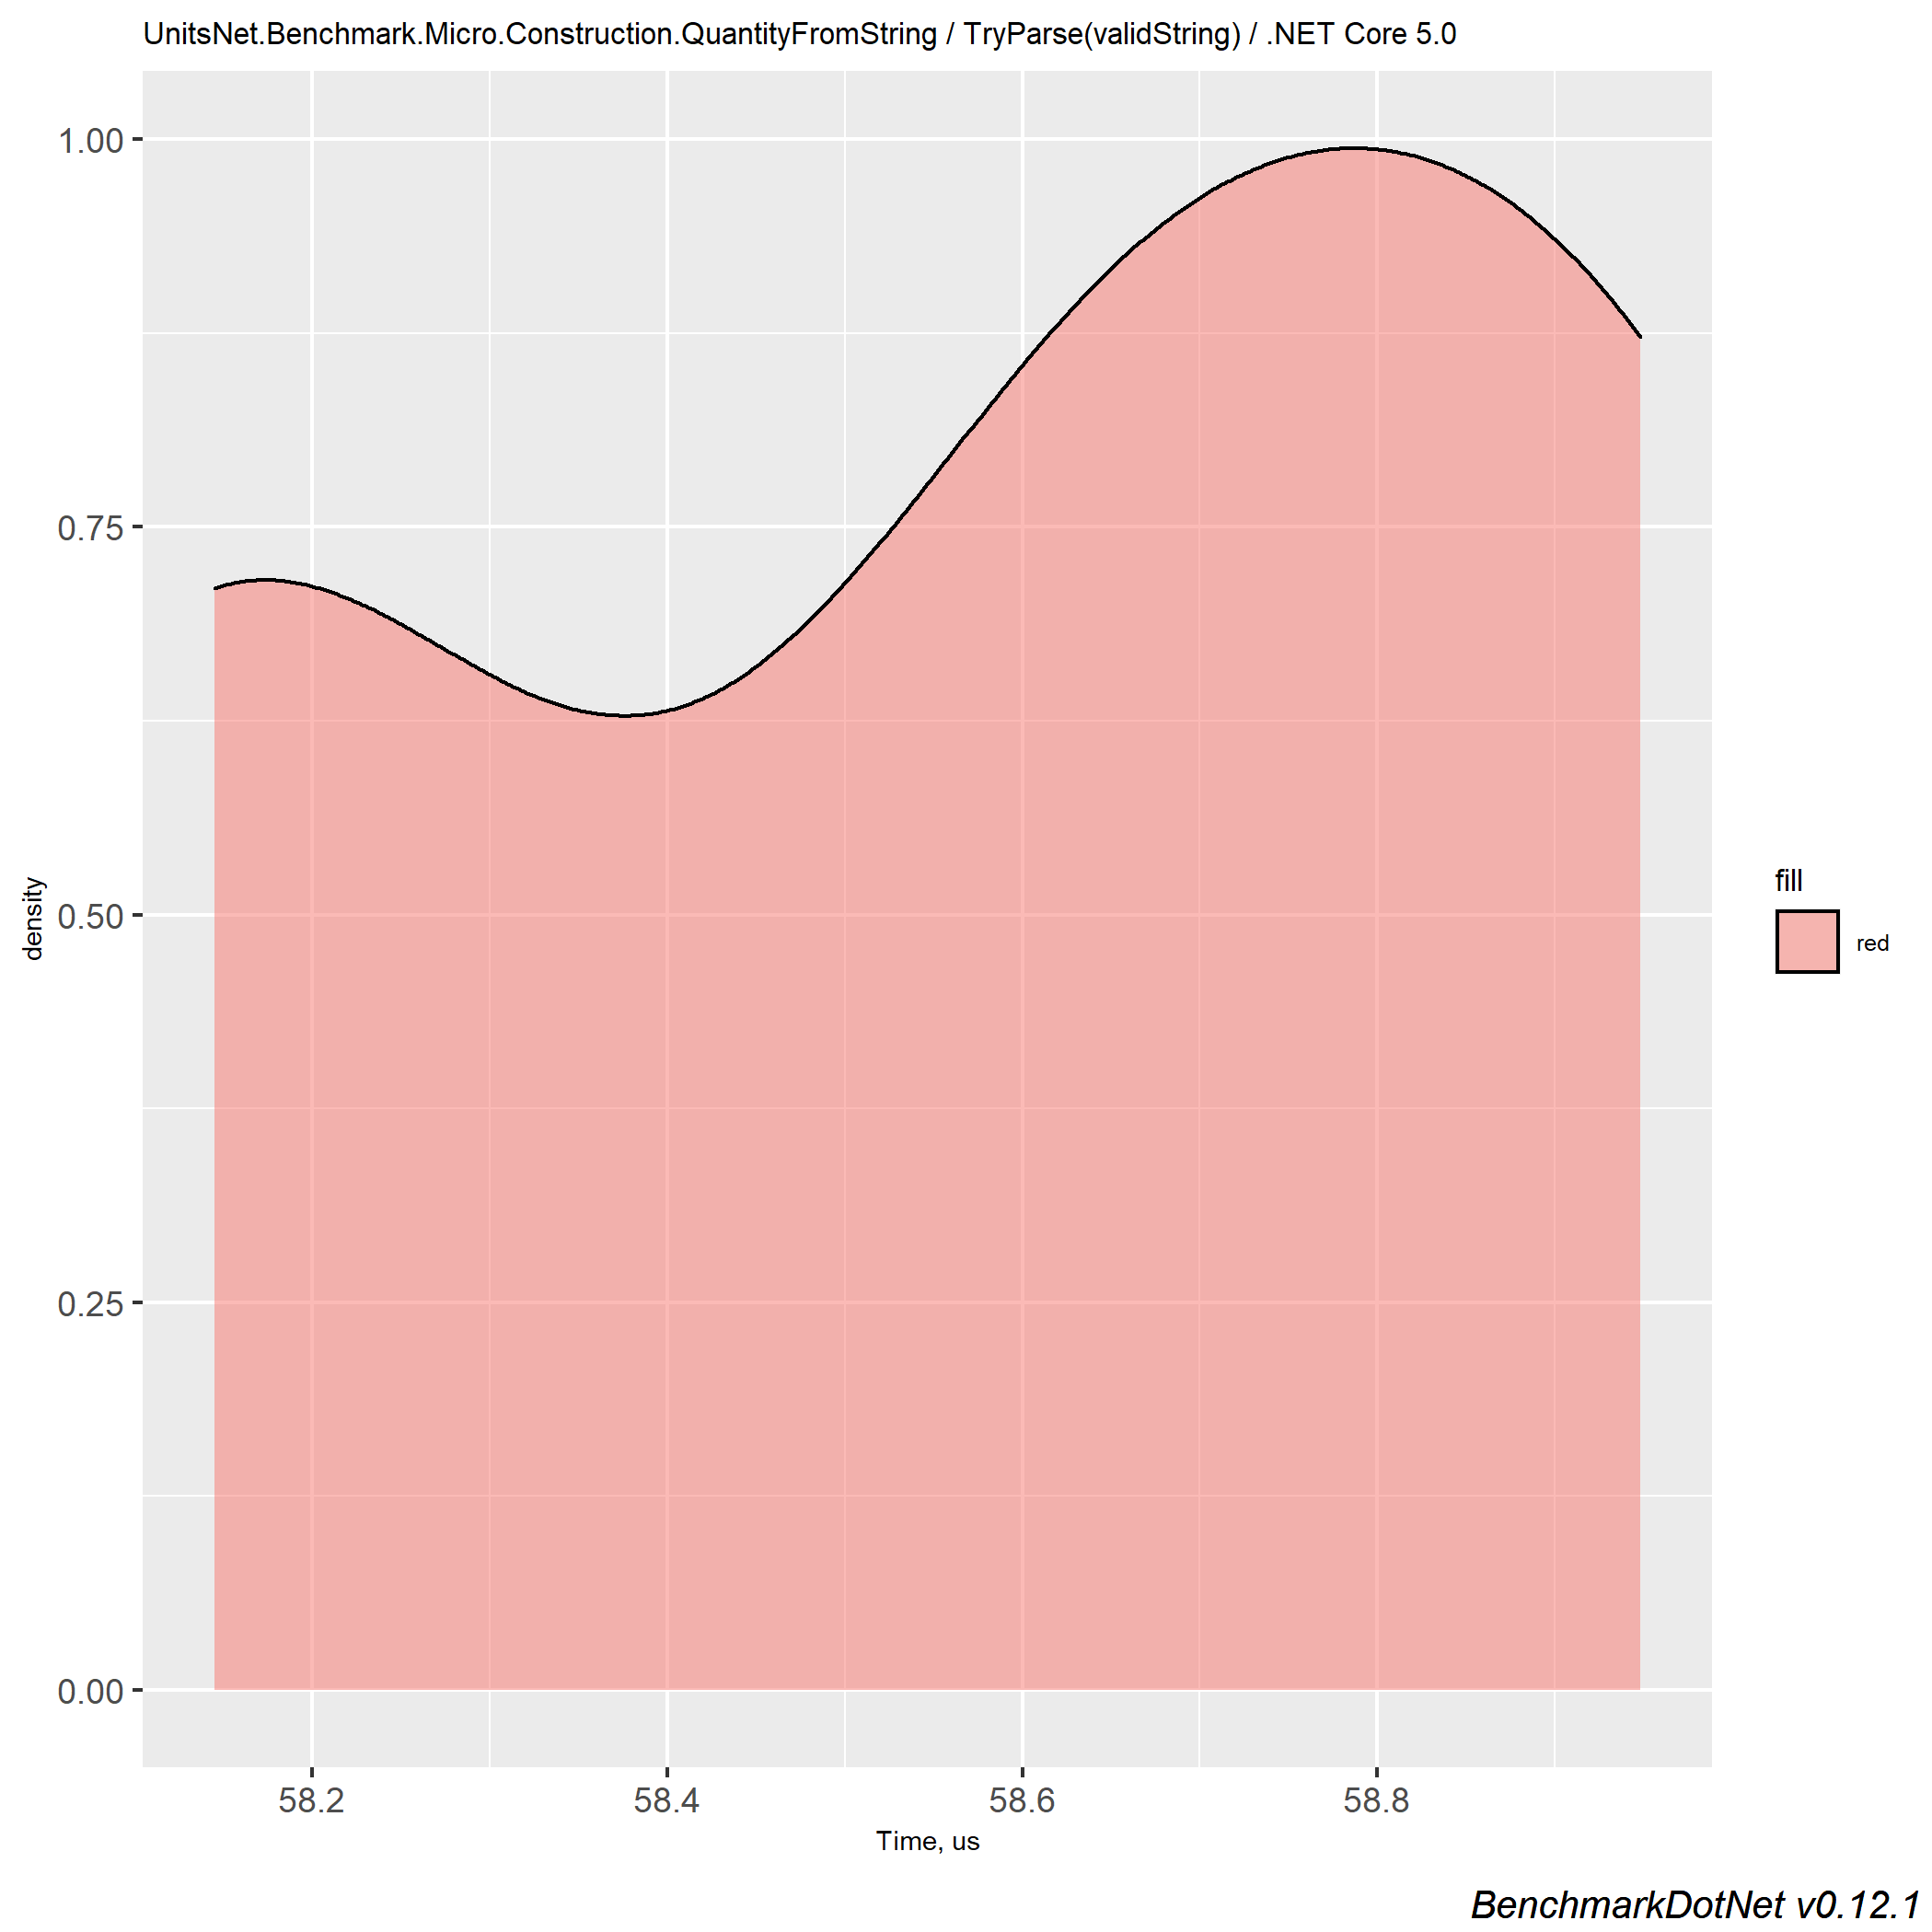 UnitsNet.Benchmark.Micro.Construction.QuantityFromString / TryParse(validString) / .NET Core 5.0
1.00
0.75
0.50
0.25
0.00
density
58.2 58.4 58.6 58.8
Time, us
fill
red
BenchmarkDotNet v0.12.1